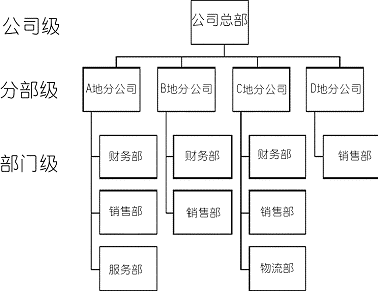 公司级
公司总部
分部级
A地分公司
B地分公司
C地分公司
D地分公司
部门级
财务部
财务部
财务部
销售部
销售部
销售部
销售部
服务部
物流部